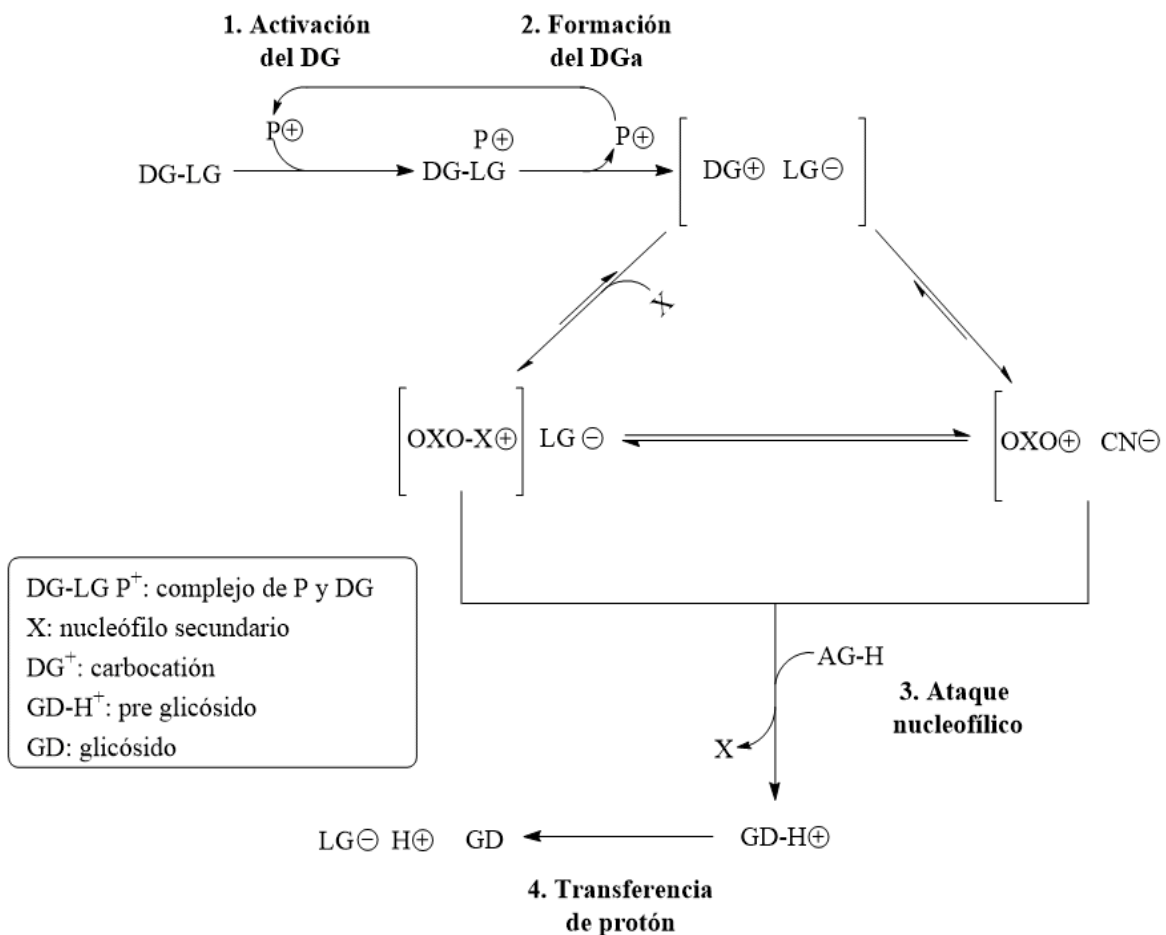 1. Activación
del DG
2. Formación
del DGa
P⊕
P⊕
P⊕
DG-LG
DG-LG
DG⊕ LG⊖
X
OXO-X⊕
LG⊖
OXO⊕ CN⊖
DG-LG P⁺: complejo de P y DG
X: nucleófilo secundario
DG⁺: carbocatión
GD-H⁺: pre glicósido
GD: glicósido
AG-H
3. Ataque
nucleofílico
X
LG⊖ H⊕ GD
GD-H⊕
4. Transferencia
de protón